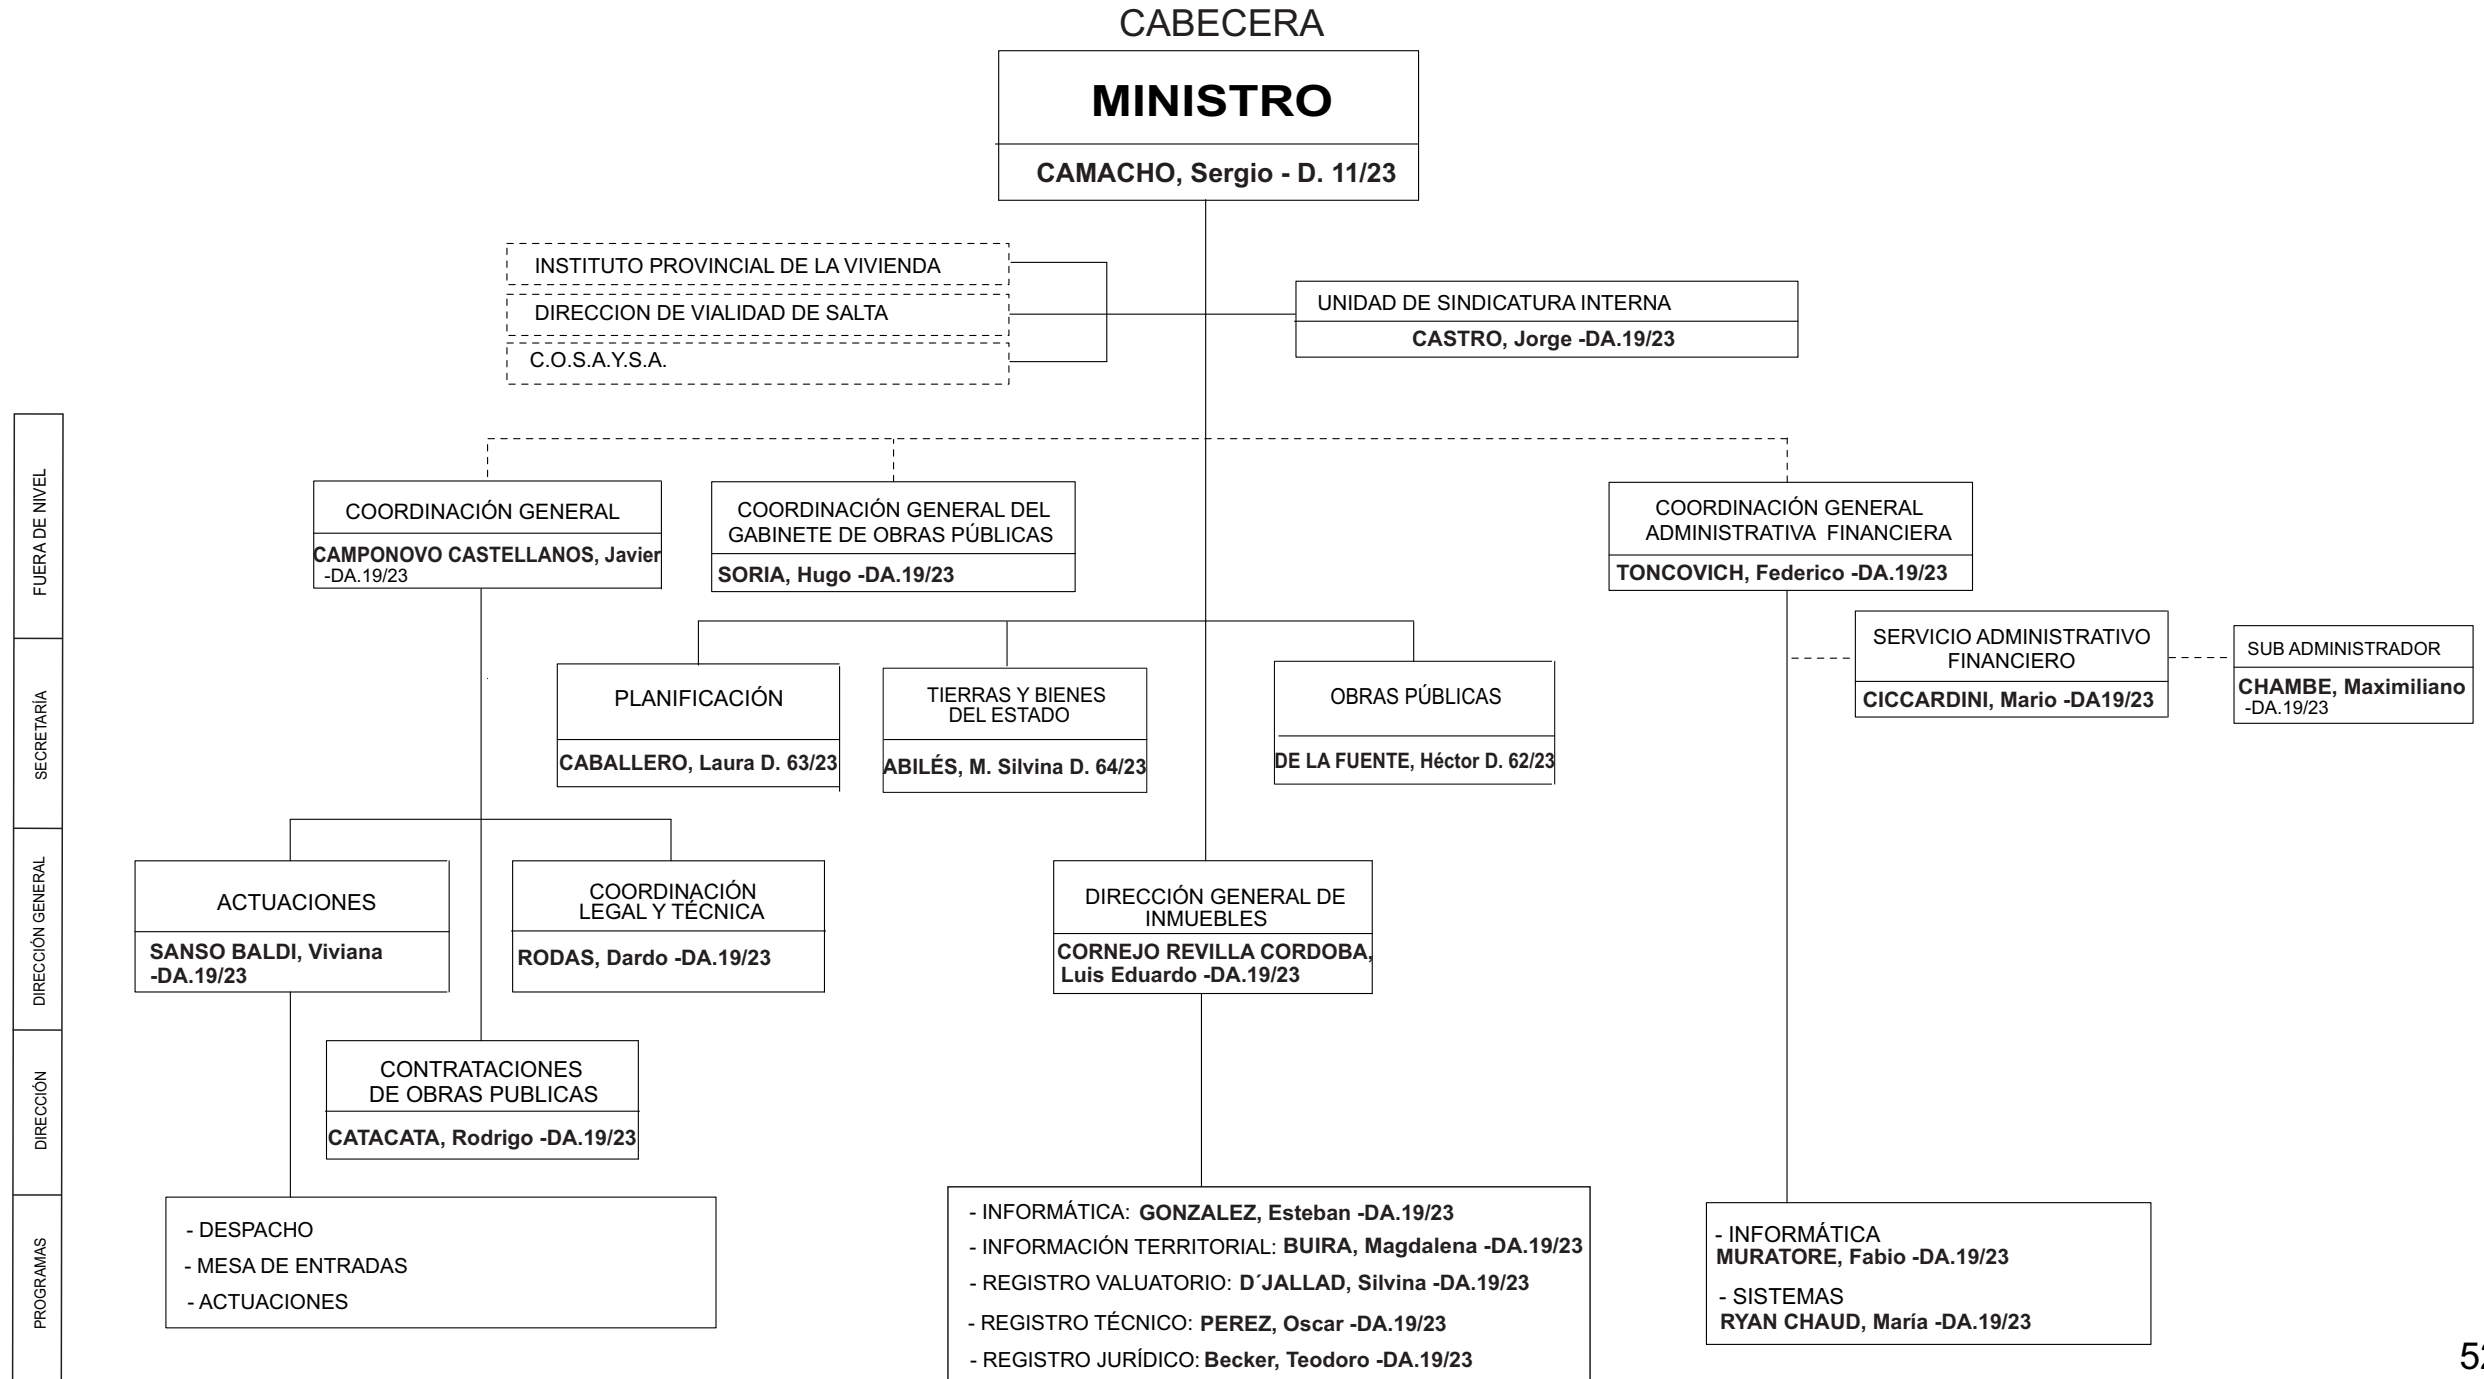 CABECERA
MINISTRO
CAMACHO, Sergio - D. 11/23
INSTITUTO PROVINCIAL DE LA VIVIENDA
DIRECCION DE VIALIDAD DE SALTA
C.O.S.A.Y.S.A.
UNIDAD DE SINDICATURA INTERNA
CASTRO, Jorge -DA.19/23
FUERA DE NIVEL
COORDINACIÓN GENERAL
CAMPONOVO CASTELLANOS, Javier
-DA.19/23
COORDINACIÓN GENERAL DEL
GABINETE DE OBRAS PÚBLICAS
SORIA, Hugo -DA.19/23
COORDINACIÓN GENERAL
ADMINISTRATIVA FINANCIERA
TONCOVICH, Federico -DA.19/23
SERVICIO ADMINISTRATIVO
FINANCIERO
CICCARDINI, Mario -DA19/23
SUB ADMINISTRADOR
CHAMBE, Maximiliano
-DA.19/23
SECRETARÍA
PLANIFICACIÓN
CABALLERO, Laura D. 63/23
TIERRAS Y BIENES
DEL ESTADO
ABILÉS, M. Silvina D. 64/23
OBRAS PÚBLICAS
DE LA FUENTE, Héctor D. 62/23
DIRECCIÓN GENERAL
ACTUACIONES
SANSO BALDI, Viviana
-DA.19/23
COORDINACIÓN
LEGAL Y TÉCNICA
RODAS, Dardo -DA.19/23
DIRECCIÓN GENERAL DE
INMUEBLES
CORNEJO REVILLA CORDOBA,
Luis Eduardo -DA.19/23
DIRECCIÓN
CONTRATACIONES
DE OBRAS PUBLICAS
CATACATA, Rodrigo -DA.19/23
PROGRAMAS
- DESPACHO
- MESA DE ENTRADAS
- ACTUACIONES
- INFORMÁTICA: GONZALEZ, Esteban -DA.19/23
- INFORMACIÓN TERRITORIAL: BUIRA, Magdalena -DA.19/23
- REGISTRO VALUATORIO: D´JALLAD, Silvina -DA.19/23
- REGISTRO TÉCNICO: PEREZ, Oscar -DA.19/23
- REGISTRO JURÍDICO: Becker, Teodoro -DA.19/23
- INFORMÁTICA
MURATORE, Fabio -DA.19/23
- SISTEMAS
RYAN CHAUD, María -DA.19/23